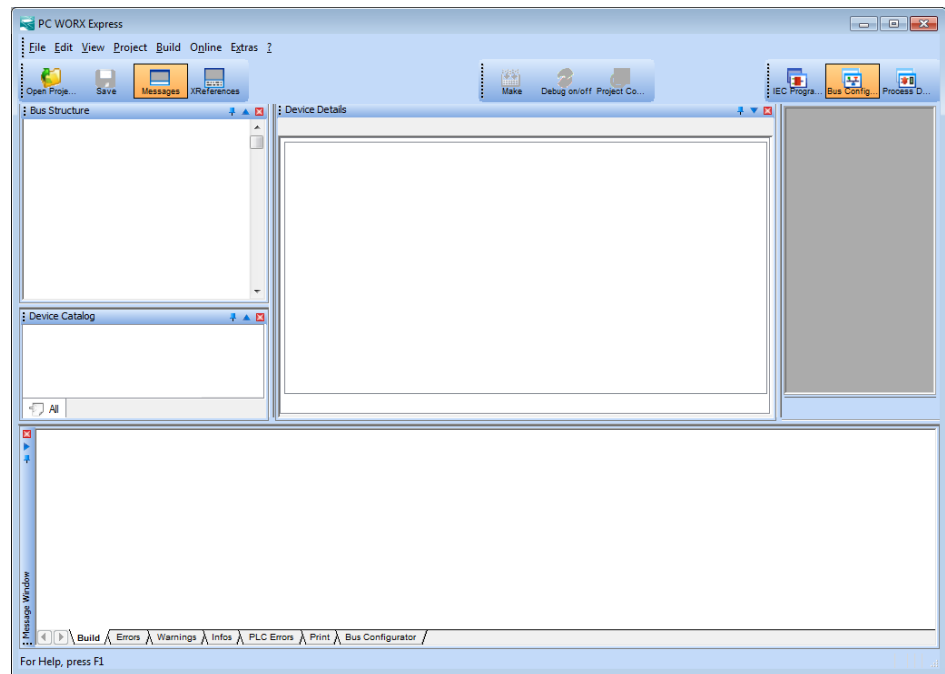 PC WORX Express
File Edit View Project Build Online Extras ?
Open Proje... Save Messages XReferences Make Debug on/off Project Co... IEC Progra... Bus Config... Process D...
Bus Structure
Device Details
Device Catalog
All
Message Window
Build Errors Warnings Infos PLC Errors Print Bus Configurator
For Help, press F1